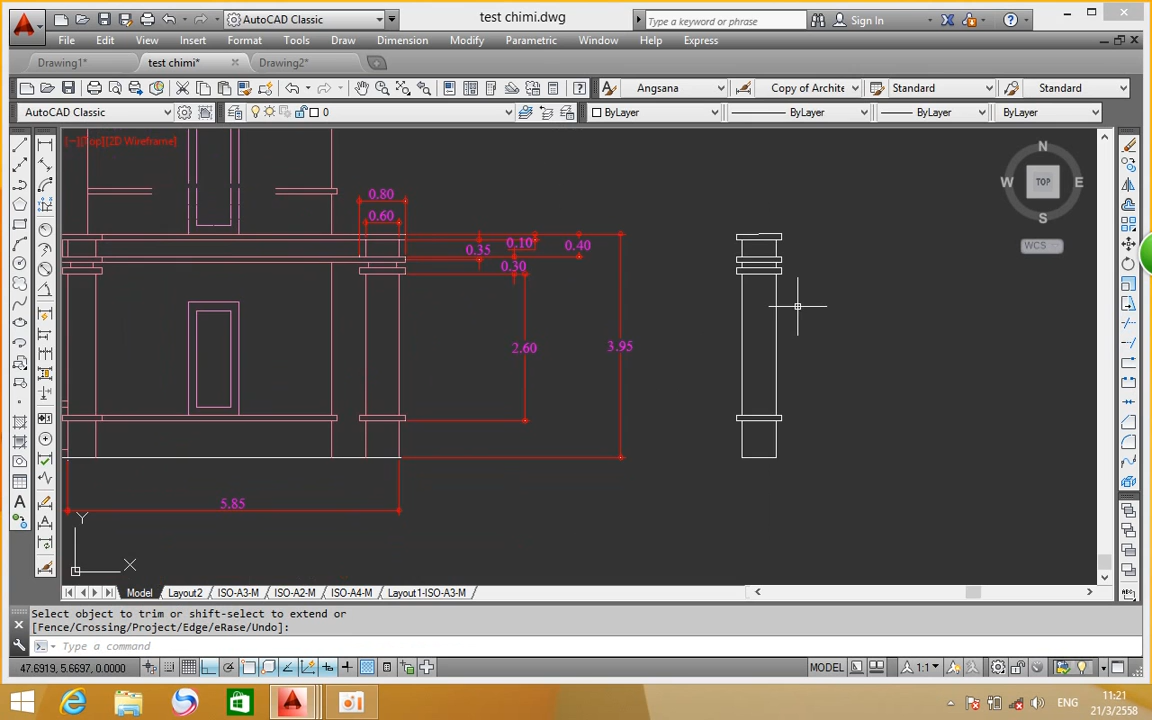 AutoCAD Classic
test chimi.dwg
Type a keyword or phrase
Sign In
File Edit View Insert Format Tools Draw Dimension Modify Parametric Window Help Express
Drawing1* test chimi* Drawing2*
Angsana Copy of Archite Standard Standard
AutoCAD Classic 0 ByLayer ByLayer ByLayer ByLayer
[−][Top][2D Wireframe]
N
W TOP E
S
WCS
0.80
0.60
0.35 0.10 0.40
0.30
2.60 3.95
5.85
Y
X
Model Layout2 ISO-A3-M ISO-A2-M ISO-A4-M Layout1-ISO-A3-M
Select object to trim or shift-select to extend or
[Fence/Crossing/Project/Edge/eRase/Undo]:
Type a command
47.6919, 5.6697, 0.0000 MODEL 1:1
ENG
11:21
21/3/2558